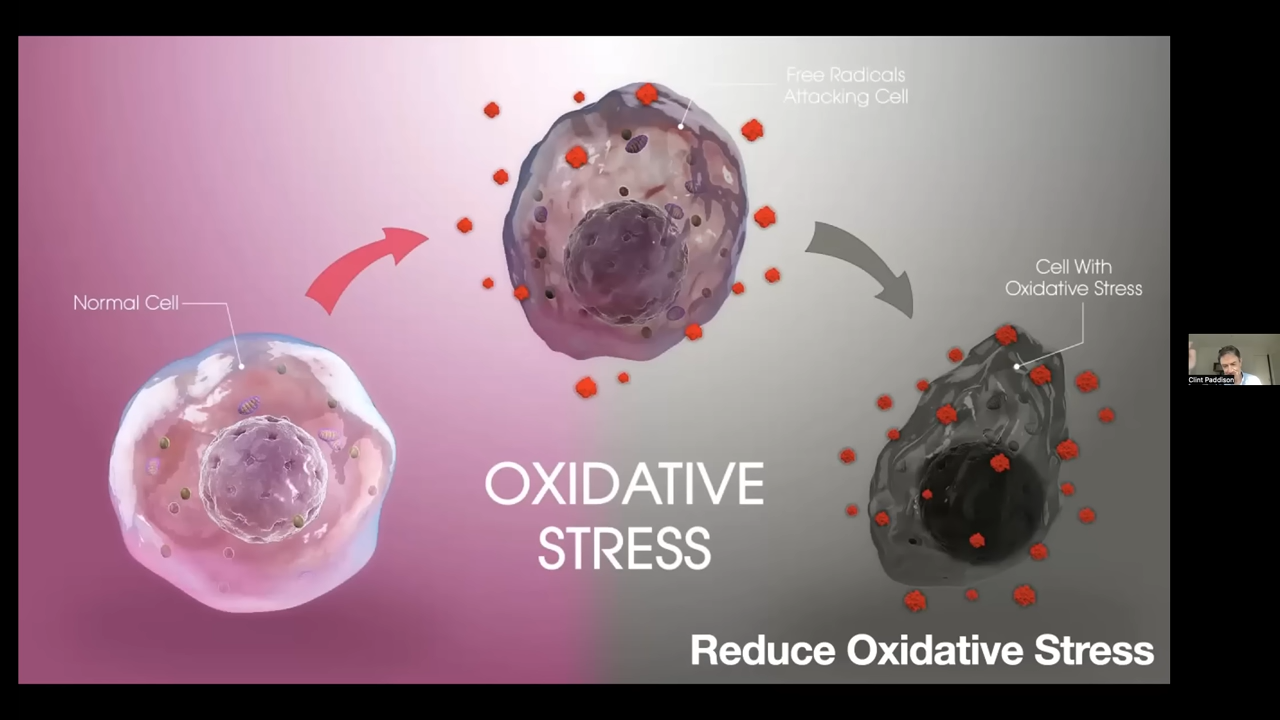 Free Radicals
Attacking Cell
Normal Cell
Cell With
Oxidative Stress
OXIDATIVE
STRESS
Reduce Oxidative Stress
Clint Paddison